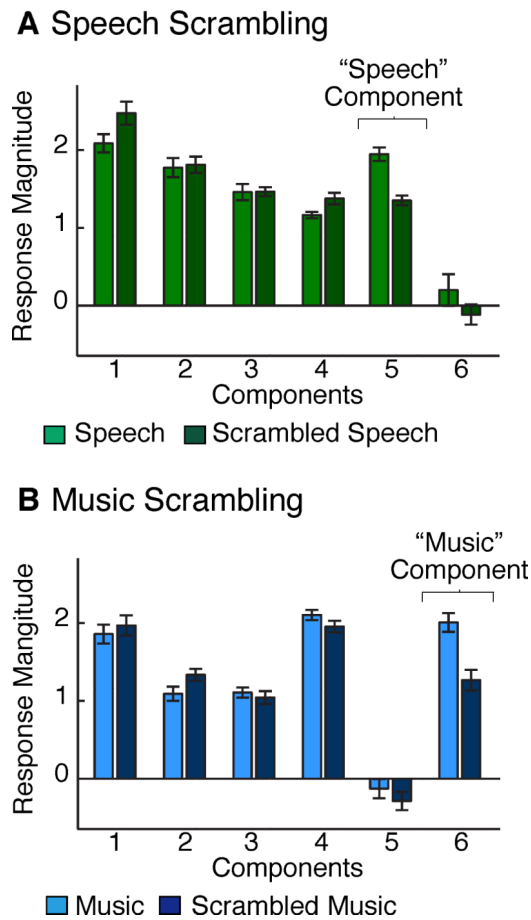 A Speech Scrambling
“Speech”
Component
Response Magnitude
2
1
0
1 2 3 4 5 6
Components
Speech Scrambled Speech
B Music Scrambling
“Music”
Component
Response Mangitude
2
1
0
1 2 3 4 5 6
Components
Music Scrambled Music